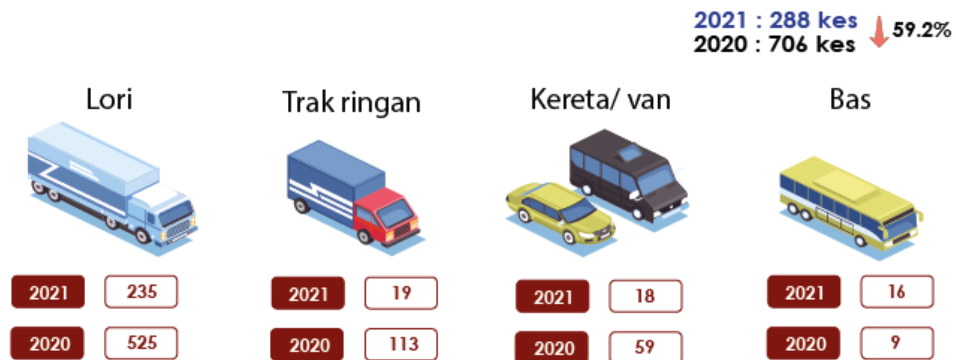 2021 : 288 kes
2020 : 706 kes
59.2%
Lori
Trak ringan
Kereta/ van
Bas
2021 235
2021 19
2021 18
2021 16
2020 525
2020 113
2020 59
2020 9